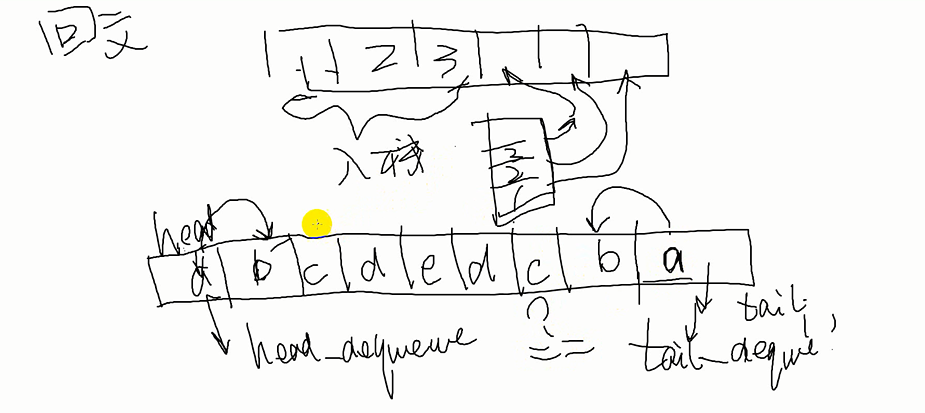 回文
1 2 3
入栈
3
2
1
head
a b c d e d c b a
tail
head_dequeue
? ==
tail_deque